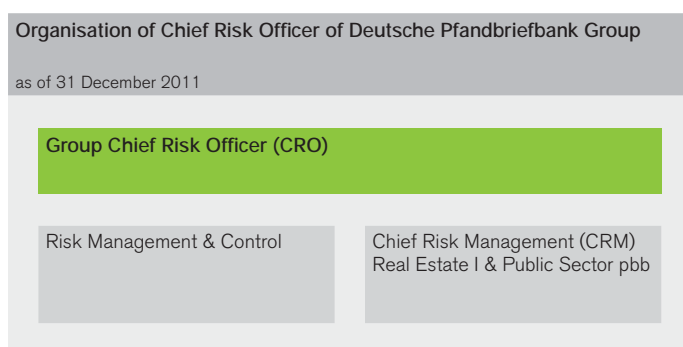 Organisation of Chief Risk Officer of Deutsche Pfandbriefbank Group
as of 31 December 2011
Group Chief Risk Officer (CRO)
Risk Management & Control
Chief Risk Management (CRM)
Real Estate I & Public Sector pbb